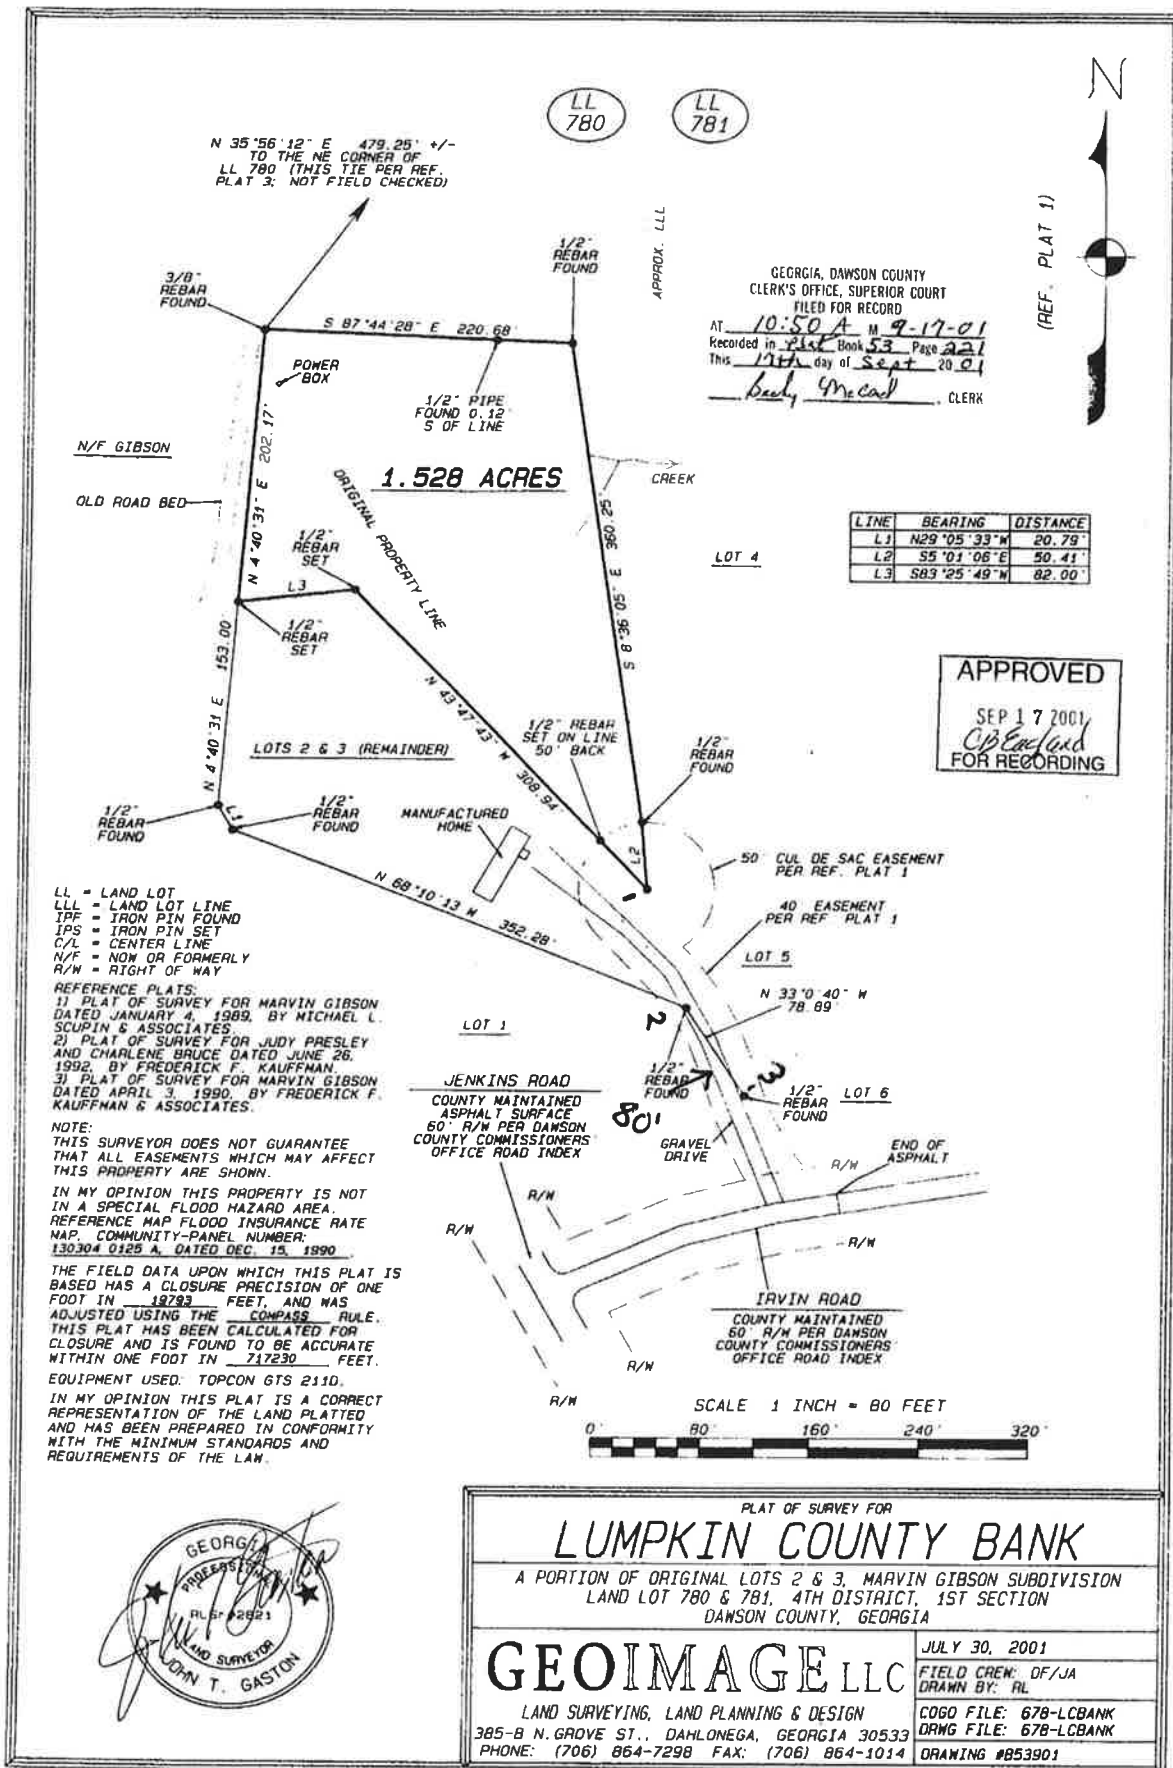 LL
780
LL
781
N
N 35°56'12" E 479.25' +/-
TO THE NE CORNER OF
LL 780 (THIS TIE PER REF.
PLAT 3; NOT FIELD CHECKED)
(REF. PLAT 1)
APPROX. LLL
1/2"
REBAR
FOUND
3/8"
REBAR
FOUND
GEORGIA, DAWSON COUNTY
CLERK'S OFFICE, SUPERIOR COURT
FILED FOR RECORD
AT 10:50 A M 9-17-01
Recorded in Plat Book 53 Page 221
This 17th day of Sept 20 01
CLERK
S 87°44'28" E 220.68'
POWER
BOX
1/2" PIPE
FOUND 0.12'
S OF LINE
N/F GIBSON
OLD ROAD BED
N 4°40'31" E 202.17'
1.528 ACRES
ORIGINAL PROPERTY LINE
CREEK
S 8°36'05" E 360.25'
LOT 4
LINE BEARING DISTANCE
L1 N29°05'33"W 20.79'
L2 S5°01'06"E 50.41'
L3 S83°25'49"W 82.00'
1/2"
REBAR
SET
L3
1/2"
REBAR
SET
N 4°40'31 E 153.00'
N 43°47'43" W 308.94'
APPROVED
SEP 17 2001
FOR RECORDING
LOTS 2 & 3 (REMAINDER)
1/2" REBAR
SET ON LINE
50' BACK
1/2"
REBAR
FOUND
1/2"
REBAR
FOUND
L1
1/2"
REBAR
FOUND
MANUFACTURED
HOME
L2
1
50' CUL DE SAC EASEMENT
PER REF. PLAT 1
40' EASEMENT
PER REF PLAT 1
N 68°10'13 W 352.28'
LOT 5
N 33°0'40" W
78.89'
LL = LAND LOT
LLL = LAND LOT LINE
IPF = IRON PIN FOUND
IPS = IRON PIN SET
C/L = CENTER LINE
N/F = NOW OR FORMERLY
R/W = RIGHT OF WAY
REFERENCE PLATS:
1) PLAT OF SURVEY FOR MARVIN GIBSON
DATED JANUARY 4, 1989, BY MICHAEL L.
SCUPIN & ASSOCIATES.
2) PLAT OF SURVEY FOR JUDY PRESLEY
AND CHARLENE BRUCE DATED JUNE 26,
1992, BY FREDERICK F. KAUFFMAN.
3) PLAT OF SURVEY FOR MARVIN GIBSON
DATED APRIL 3, 1990, BY FREDERICK F.
KAUFFMAN & ASSOCIATES.
LOT 1
2
1/2"
REBAR
FOUND
3
1/2"
REBAR
FOUND
LOT 6
80'
JENKINS ROAD
COUNTY MAINTAINED
ASPHALT SURFACE
60' R/W PER DAWSON
COUNTY COMMISSIONERS
OFFICE ROAD INDEX
GRAVEL
DRIVE
END OF
ASPHALT
R/W
R/W
R/W
R/W
R/W
R/W
NOTE:
THIS SURVEYOR DOES NOT GUARANTEE
THAT ALL EASEMENTS WHICH MAY AFFECT
THIS PROPERTY ARE SHOWN.
IN MY OPINION THIS PROPERTY IS NOT
IN A SPECIAL FLOOD HAZARD AREA.
REFERENCE MAP FLOOD INSURANCE RATE
MAP, COMMUNITY-PANEL NUMBER:
130304 0125 A, DATED DEC. 15, 1990.
THE FIELD DATA UPON WHICH THIS PLAT IS
BASED HAS A CLOSURE PRECISION OF ONE
FOOT IN 19793 FEET, AND WAS
ADJUSTED USING THE COMPASS RULE.
THIS PLAT HAS BEEN CALCULATED FOR
CLOSURE AND IS FOUND TO BE ACCURATE
WITHIN ONE FOOT IN 717230 FEET.
EQUIPMENT USED: TOPCON GTS 211D.
IN MY OPINION THIS PLAT IS A CORRECT
REPRESENTATION OF THE LAND PLATTED
AND HAS BEEN PREPARED IN CONFORMITY
WITH THE MINIMUM STANDARDS AND
REQUIREMENTS OF THE LAW.
IRVIN ROAD
COUNTY MAINTAINED
60' R/W PER DAWSON
COUNTY COMMISSIONERS
OFFICE ROAD INDEX
SCALE 1 INCH = 80 FEET
0' 80' 160' 240' 320'
GEORGIA
PROFESSIONAL
RLS #2821
LAND SURVEYOR
JOHN T. GASTON
PLAT OF SURVEY FOR
LUMPKIN COUNTY BANK
A PORTION OF ORIGINAL LOTS 2 & 3, MARVIN GIBSON SUBDIVISION
LAND LOT 780 & 781, 4TH DISTRICT, 1ST SECTION
DAWSON COUNTY, GEORGIA
GEOIMAGE LLC
LAND SURVEYING, LAND PLANNING & DESIGN
385-B N. GROVE ST., DAHLONEGA, GEORGIA 30533
PHONE: (706) 864-7298 FAX: (706) 864-1014
JULY 30, 2001
FIELD CREW: DF/JA
DRAWN BY: RL
COGO FILE: 678-LCBANK
DRWG FILE: 678-LCBANK
DRAWING #B53901